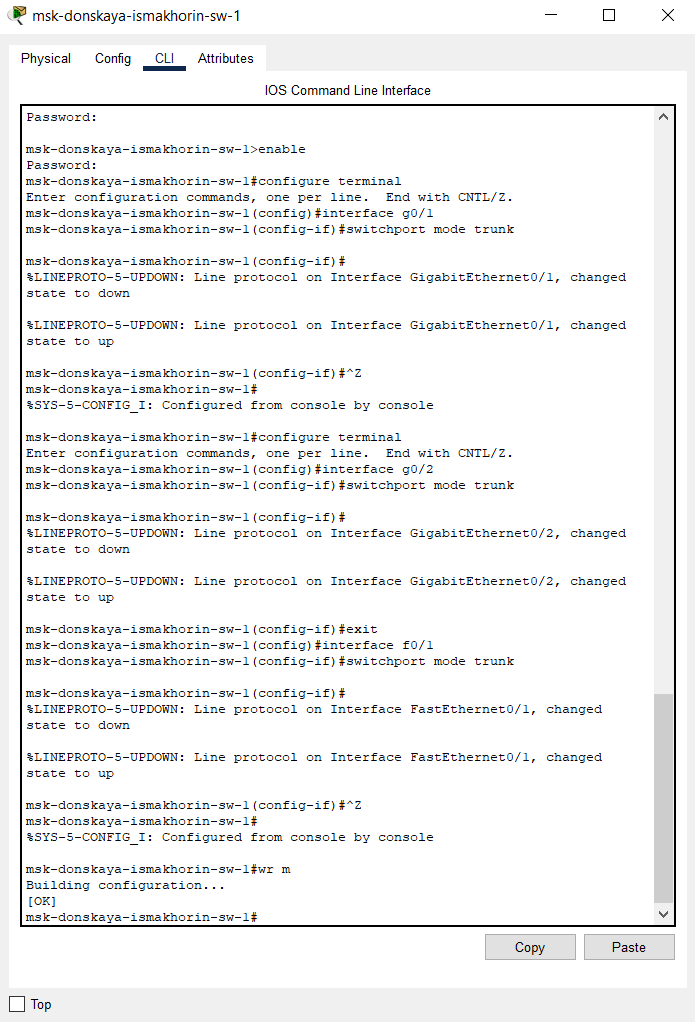 msk-donskaya-ismakhorin-sw-1
Physical Config CLI Attributes
IOS Command Line Interface
Password:
msk-donskaya-ismakhorin-sw-1>enable
Password:
msk-donskaya-ismakhorin-sw-1#configure terminal
Enter configuration commands, one per line.  End with CNTL/Z.
msk-donskaya-ismakhorin-sw-1(config)#interface g0/1
msk-donskaya-ismakhorin-sw-1(config-if)#switchport mode trunk
msk-donskaya-ismakhorin-sw-1(config-if)#
%LINEPROTO-5-UPDOWN: Line protocol on Interface GigabitEthernet0/1, changed
state to down
%LINEPROTO-5-UPDOWN: Line protocol on Interface GigabitEthernet0/1, changed
state to up
msk-donskaya-ismakhorin-sw-1(config-if)#^Z
msk-donskaya-ismakhorin-sw-1#
%SYS-5-CONFIG_I: Configured from console by console
msk-donskaya-ismakhorin-sw-1#configure terminal
Enter configuration commands, one per line.  End with CNTL/Z.
msk-donskaya-ismakhorin-sw-1(config)#interface g0/2
msk-donskaya-ismakhorin-sw-1(config-if)#switchport mode trunk
msk-donskaya-ismakhorin-sw-1(config-if)#
%LINEPROTO-5-UPDOWN: Line protocol on Interface GigabitEthernet0/2, changed
state to down
%LINEPROTO-5-UPDOWN: Line protocol on Interface GigabitEthernet0/2, changed
state to up
msk-donskaya-ismakhorin-sw-1(config-if)#exit
msk-donskaya-ismakhorin-sw-1(config)#interface f0/1
msk-donskaya-ismakhorin-sw-1(config-if)#switchport mode trunk
msk-donskaya-ismakhorin-sw-1(config-if)#
%LINEPROTO-5-UPDOWN: Line protocol on Interface FastEthernet0/1, changed
state to down
%LINEPROTO-5-UPDOWN: Line protocol on Interface FastEthernet0/1, changed
state to up
msk-donskaya-ismakhorin-sw-1(config-if)#^Z
msk-donskaya-ismakhorin-sw-1#
%SYS-5-CONFIG_I: Configured from console by console
msk-donskaya-ismakhorin-sw-1#wr m
Building configuration...
[OK]
msk-donskaya-ismakhorin-sw-1#
Copy Paste
Top